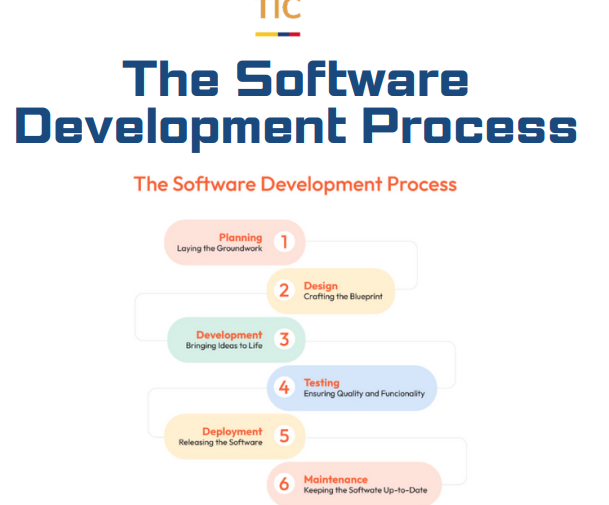 TIC
The Software
Development Process
The Software Development Process
Planning
Laying the Groundwork
1
2
Design
Crafting the Blueprint
Development
Bringing Ideas to Life
3
4
Testing
Ensuring Quality and Funcionality
Deployment
Releasing the Software
5
6
Maintenance
Keeping the Softwate Up-to-Date